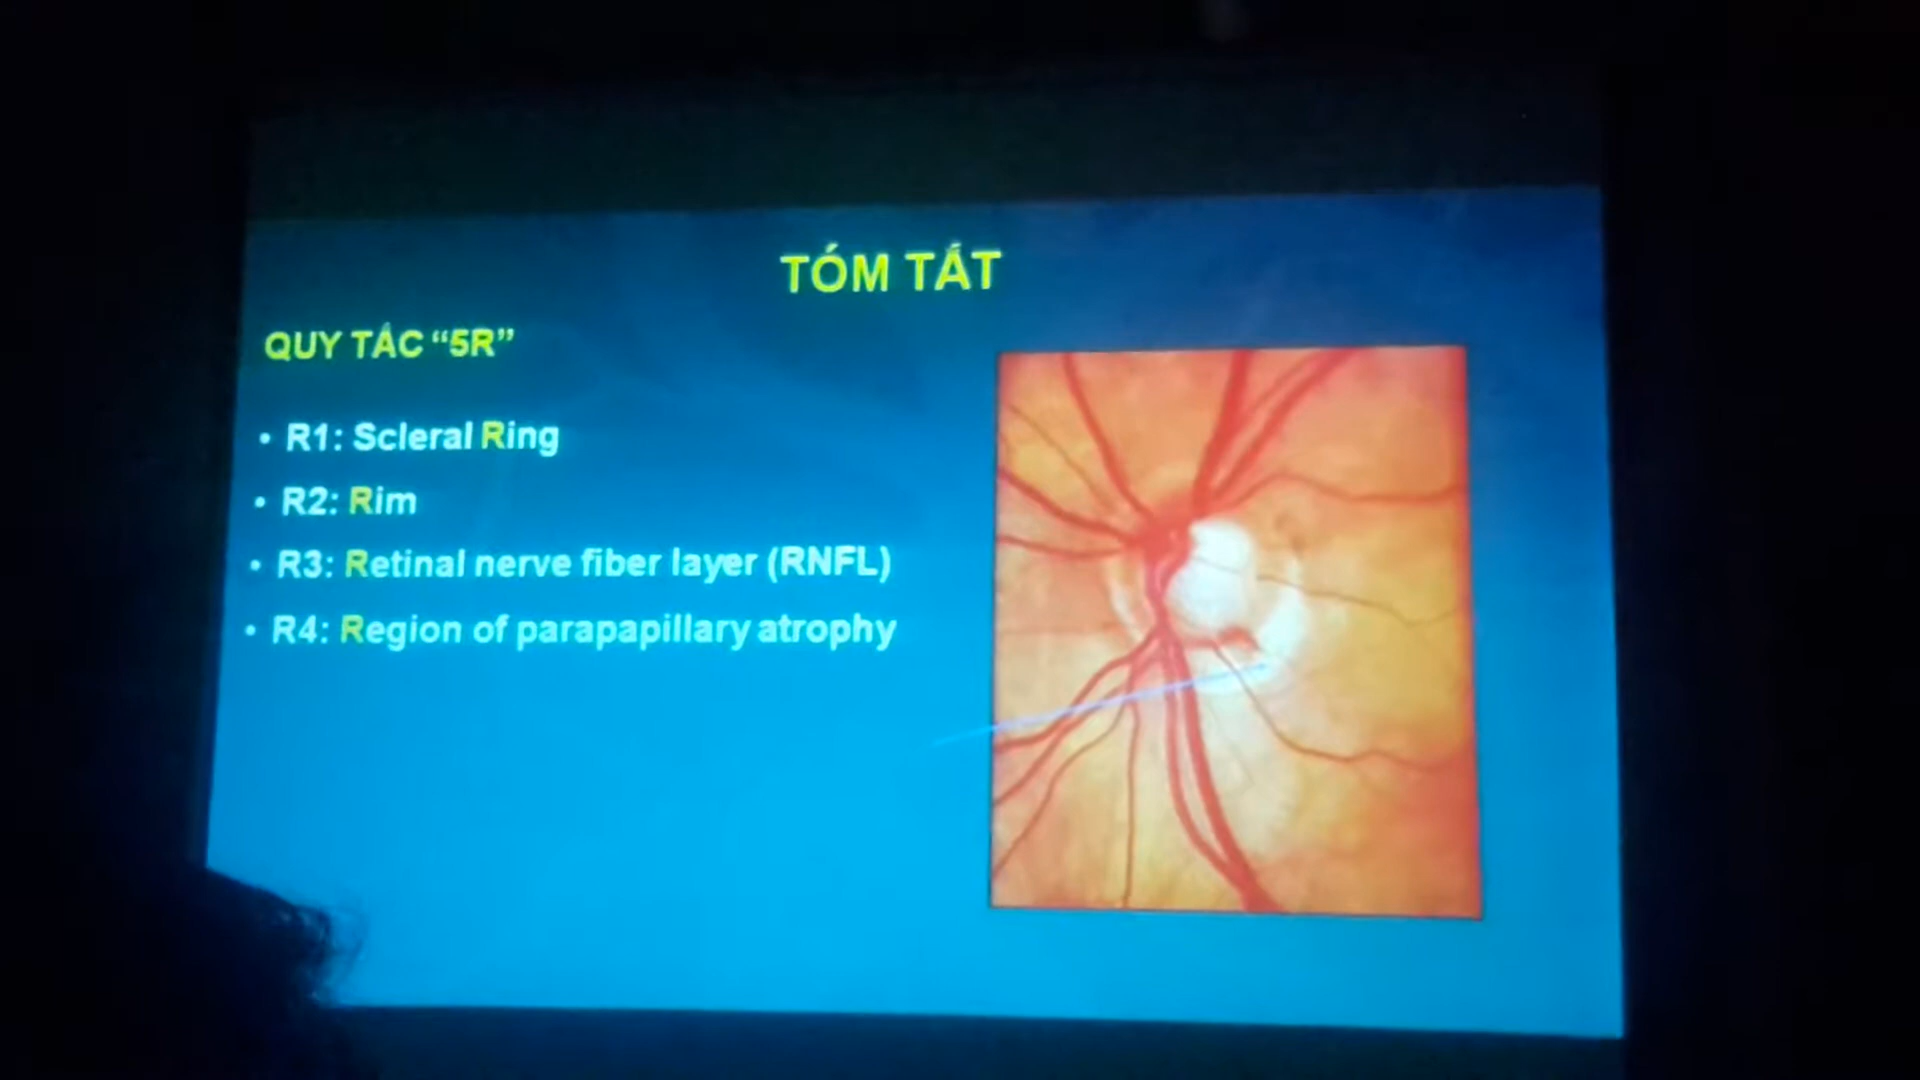 TÓM TẮT
QUY TẮC “5R”
• R1: Scleral Ring
• R2: Rim
• R3: Retinal nerve fiber layer (RNFL)
• R4: Region of parapapillary atrophy